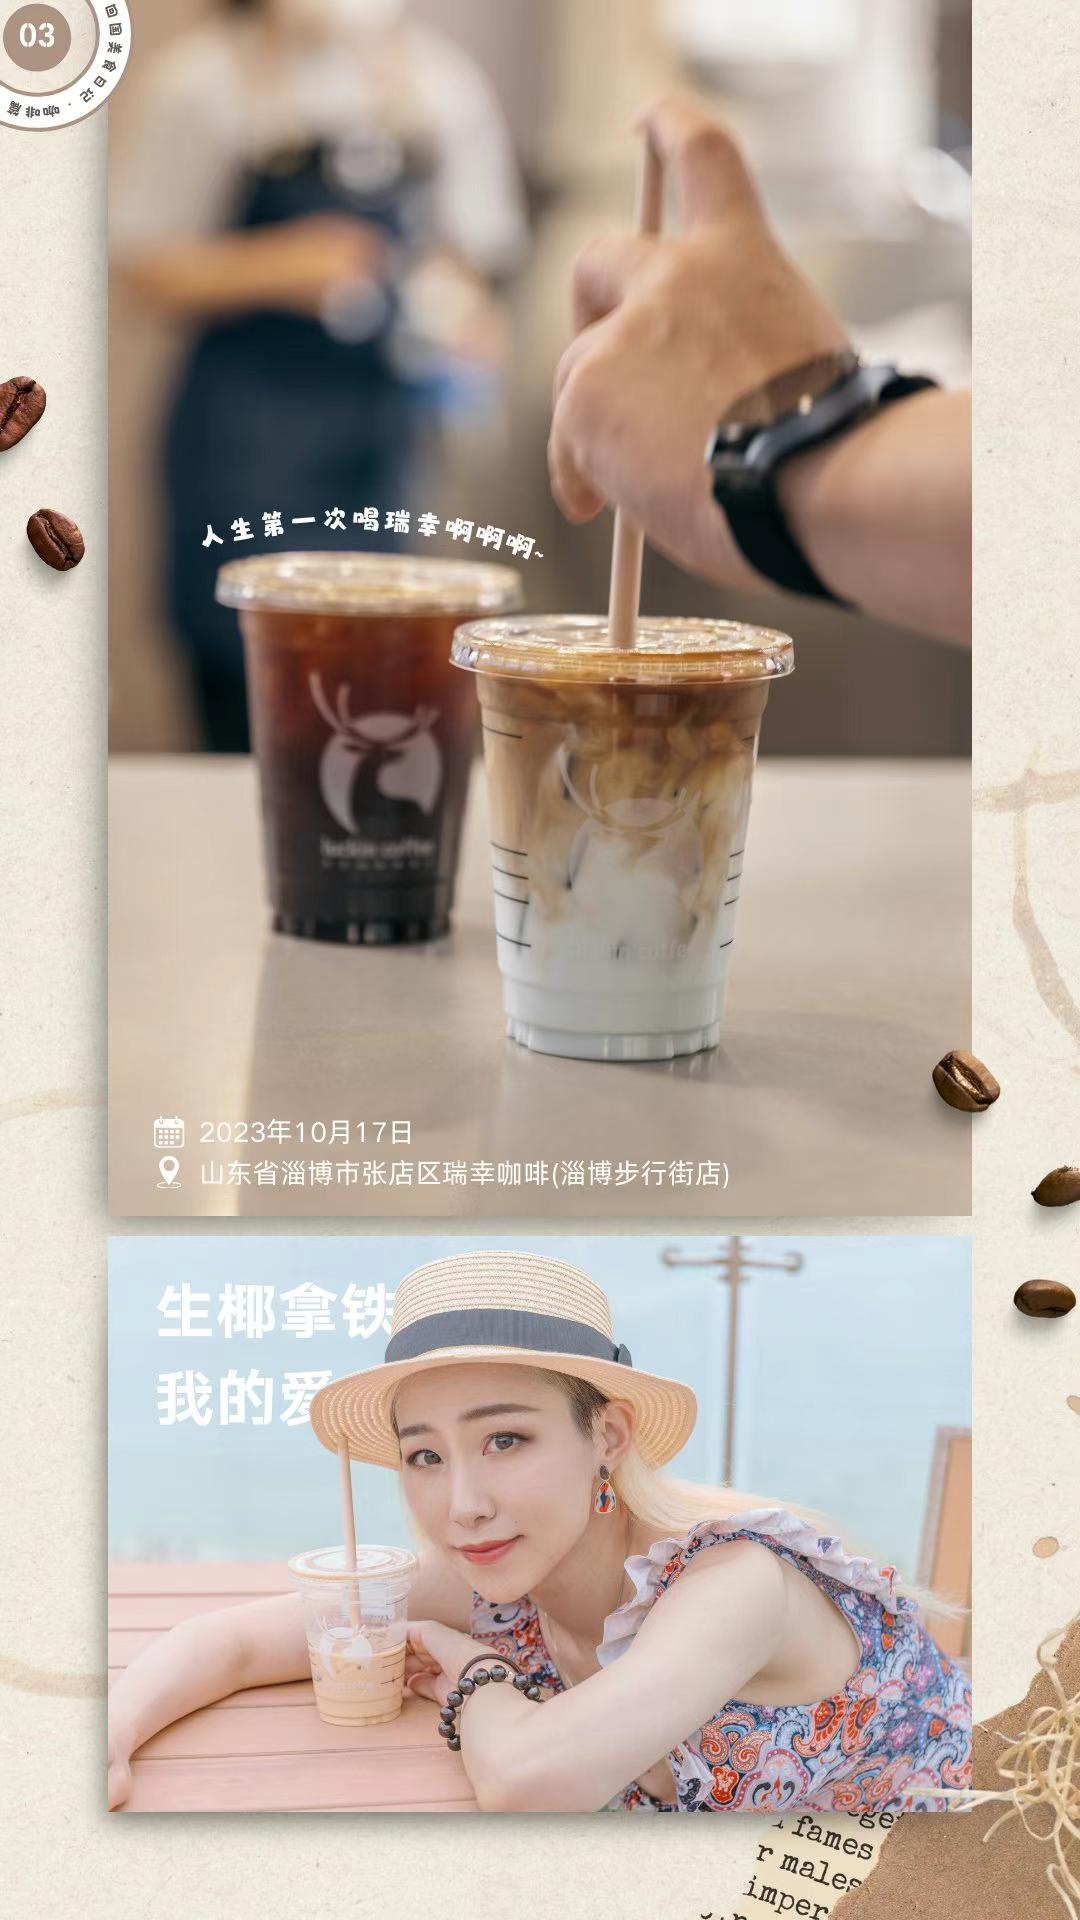 03
回国美食日记·咖啡篇
人生第一次喝瑞幸啊啊啊~
luckin coffee
2023年10月17日
山东省淄博市张店区瑞幸咖啡(淄博步行街店)
生椰拿铁
我的爱
fames
r males
imper